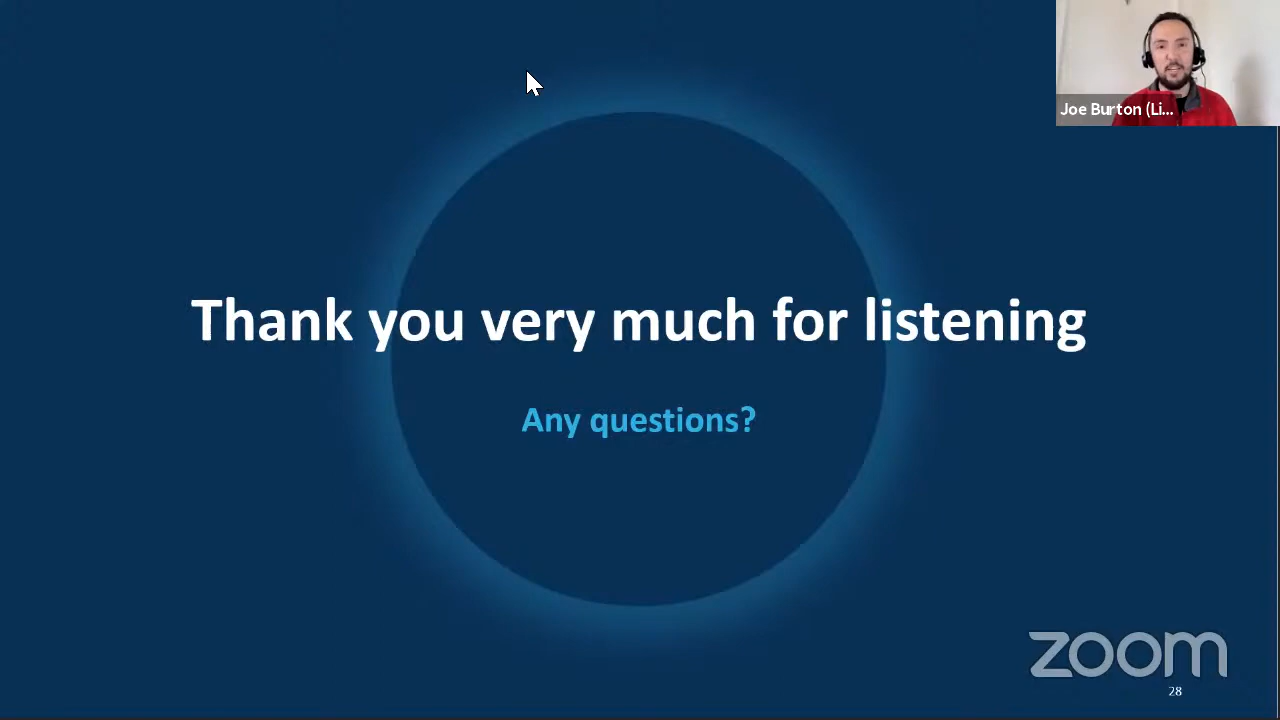 Joe Burton (Li...
Thank you very much for listening
Any questions?
zoom
28